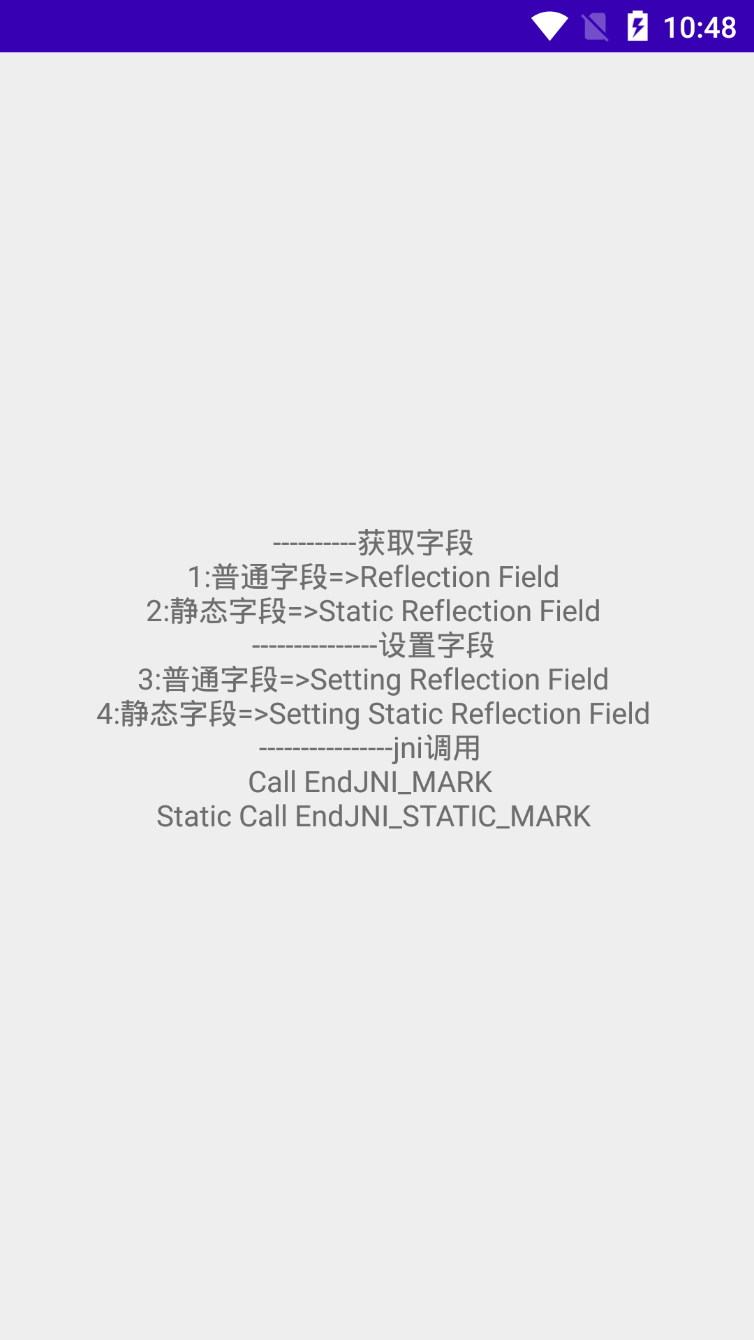 10:48
----------获取字段
1:普通字段=>Reflection Field
2:静态字段=>Static Reflection Field
---------------设置字段
3:普通字段=>Setting Reflection Field
4:静态字段=>Setting Static Reflection Field
----------------jni调用
Call EndJNI_MARK
Static Call EndJNI_STATIC_MARK